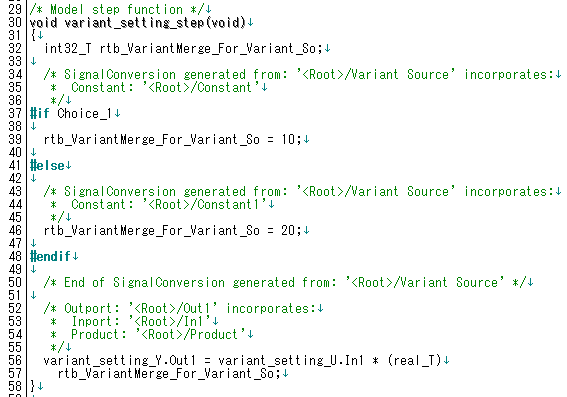 29 /* Model step function */↓
30 void variant_setting_step(void)↓
31 {↓
32   int32_T rtb_VariantMerge_For_Variant_So;↓
33 ↓
34   /* SignalConversion generated from: '<Root>/Variant Source' incorporates:↓
35    *  Constant: '<Root>/Constant'↓
36    */↓
37 #if Choice_1↓
38 ↓
39   rtb_VariantMerge_For_Variant_So = 10;↓
40 ↓
41 #else↓
42 ↓
43   /* SignalConversion generated from: '<Root>/Variant Source' incorporates:↓
44    *  Constant: '<Root>/Constant1'↓
45    */↓
46   rtb_VariantMerge_For_Variant_So = 20;↓
47 ↓
48 #endif↓
49 ↓
50   /* End of SignalConversion generated from: '<Root>/Variant Source' */↓
51 ↓
52   /* Outport: '<Root>/Out1' incorporates:↓
53    *  Inport: '<Root>/In1'↓
54    *  Product: '<Root>/Product'↓
55    */↓
56   variant_setting_Y.Out1 = variant_setting_U.In1 * (real_T)↓
57     rtb_VariantMerge_For_Variant_So;↓
58 }↓